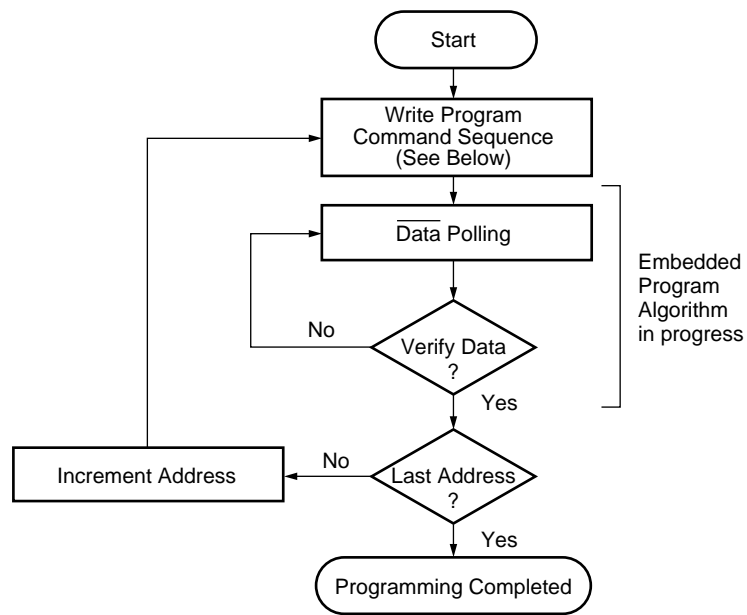 Start
Write Program
Command Sequence
(See Below)
Data Polling
Embedded
Program
Algorithm
in progress
No
Verify Data
?
Yes
Increment Address
No
Last Address
?
Yes
Programming Completed